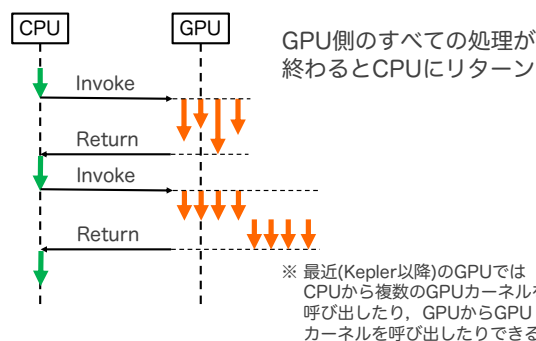 CPU
GPU
GPU側のすべての処理が
終わるとCPUにリターン
Invoke
Return
Invoke
Return
※ 最近(Kepler以降)のGPUでは
CPUから複数のGPUカーネルを
呼び出したり，GPUからGPU
カーネルを呼び出したりできる